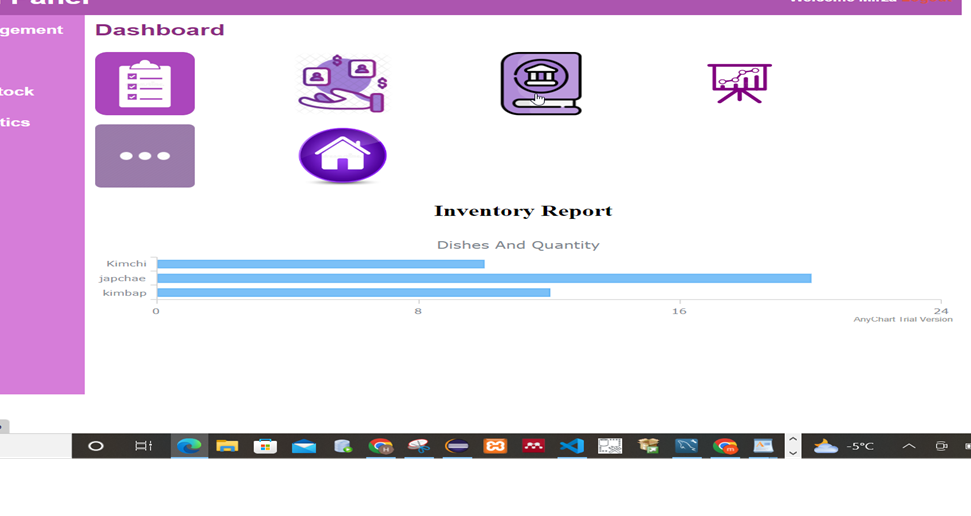 Panel
gement
tock
tics
Dashboard
Inventory Report
Dishes And Quantity
Kimchi
japchae
kimbap
0 8 16 24
AnyChart Trial Version
-5°C